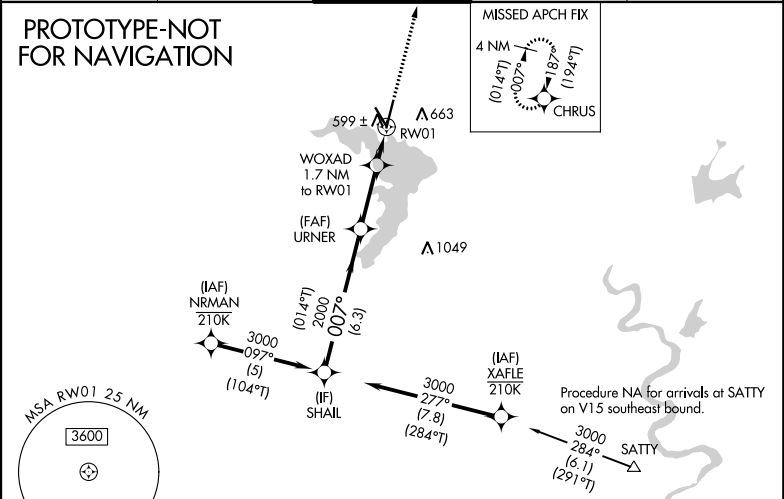 PROTOTYPE-NOT
FOR NAVIGATION
MISSED APCH FIX
4 NM
(014°T)
007°
187°
(194°T)
CHRUS
599 ±
663
RW01
WOXAD
1.7 NM
to RW01
(FAF)
URNER
1049
(014°T)
2000
007°
(6.3)
(IAF)
NRMAN
210K
3000
097°
(5)
(104°T)
(IF)
SHAIL
(IAF)
XAFLE
210K
3000
277°
(7.8)
(284°T)
Procedure NA for arrivals at SATTY
on V15 southeast bound.
3000
284°
(6.1)
(291°T)
SATTY
MSA RW01 25 NM
3600